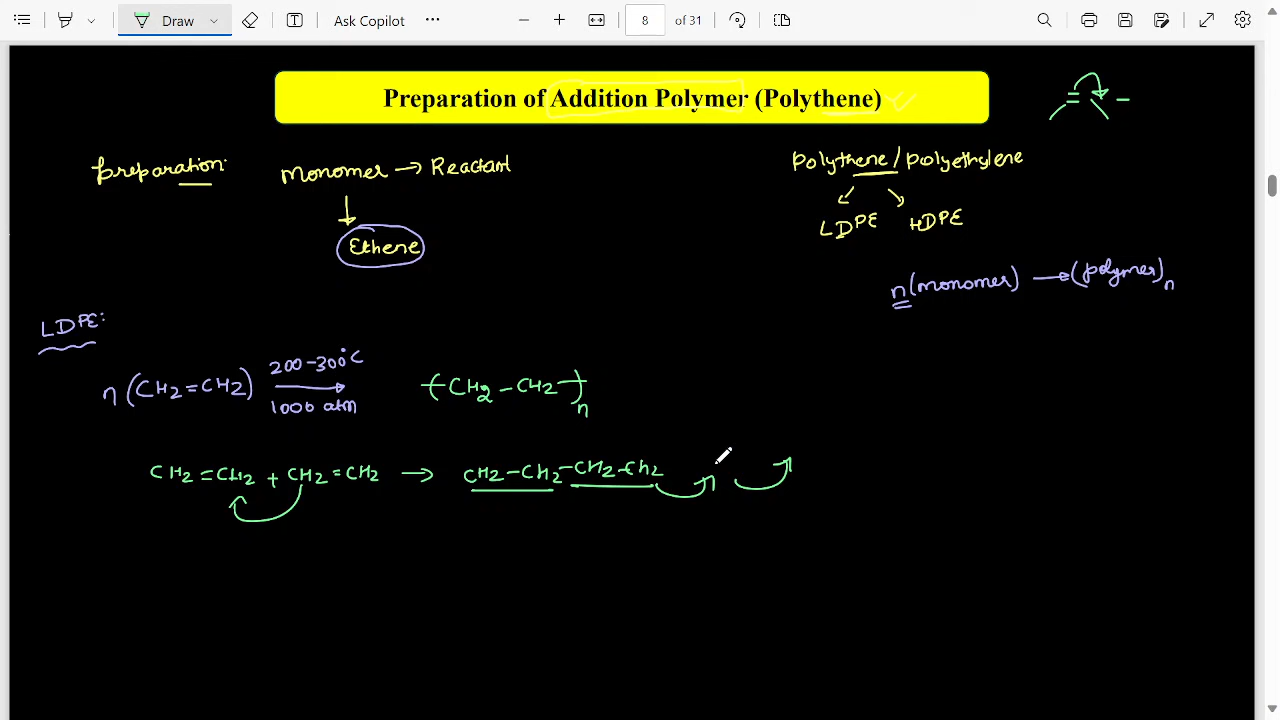 Draw
Ask Copilot
8 of 31
Preparation of Addition Polymer (Polythene)
Preparation:
Monomer → Reactant
Ethene
Polythene / polyethylene
LDPE HDPE
n(monomer) → (polymer)n
LDPE:
n(CH2=CH2) 200-300°C → (CH2-CH2)n
1000 atm
CH2=CH2 + CH2=CH2 → CH2-CH2-CH2-CH2